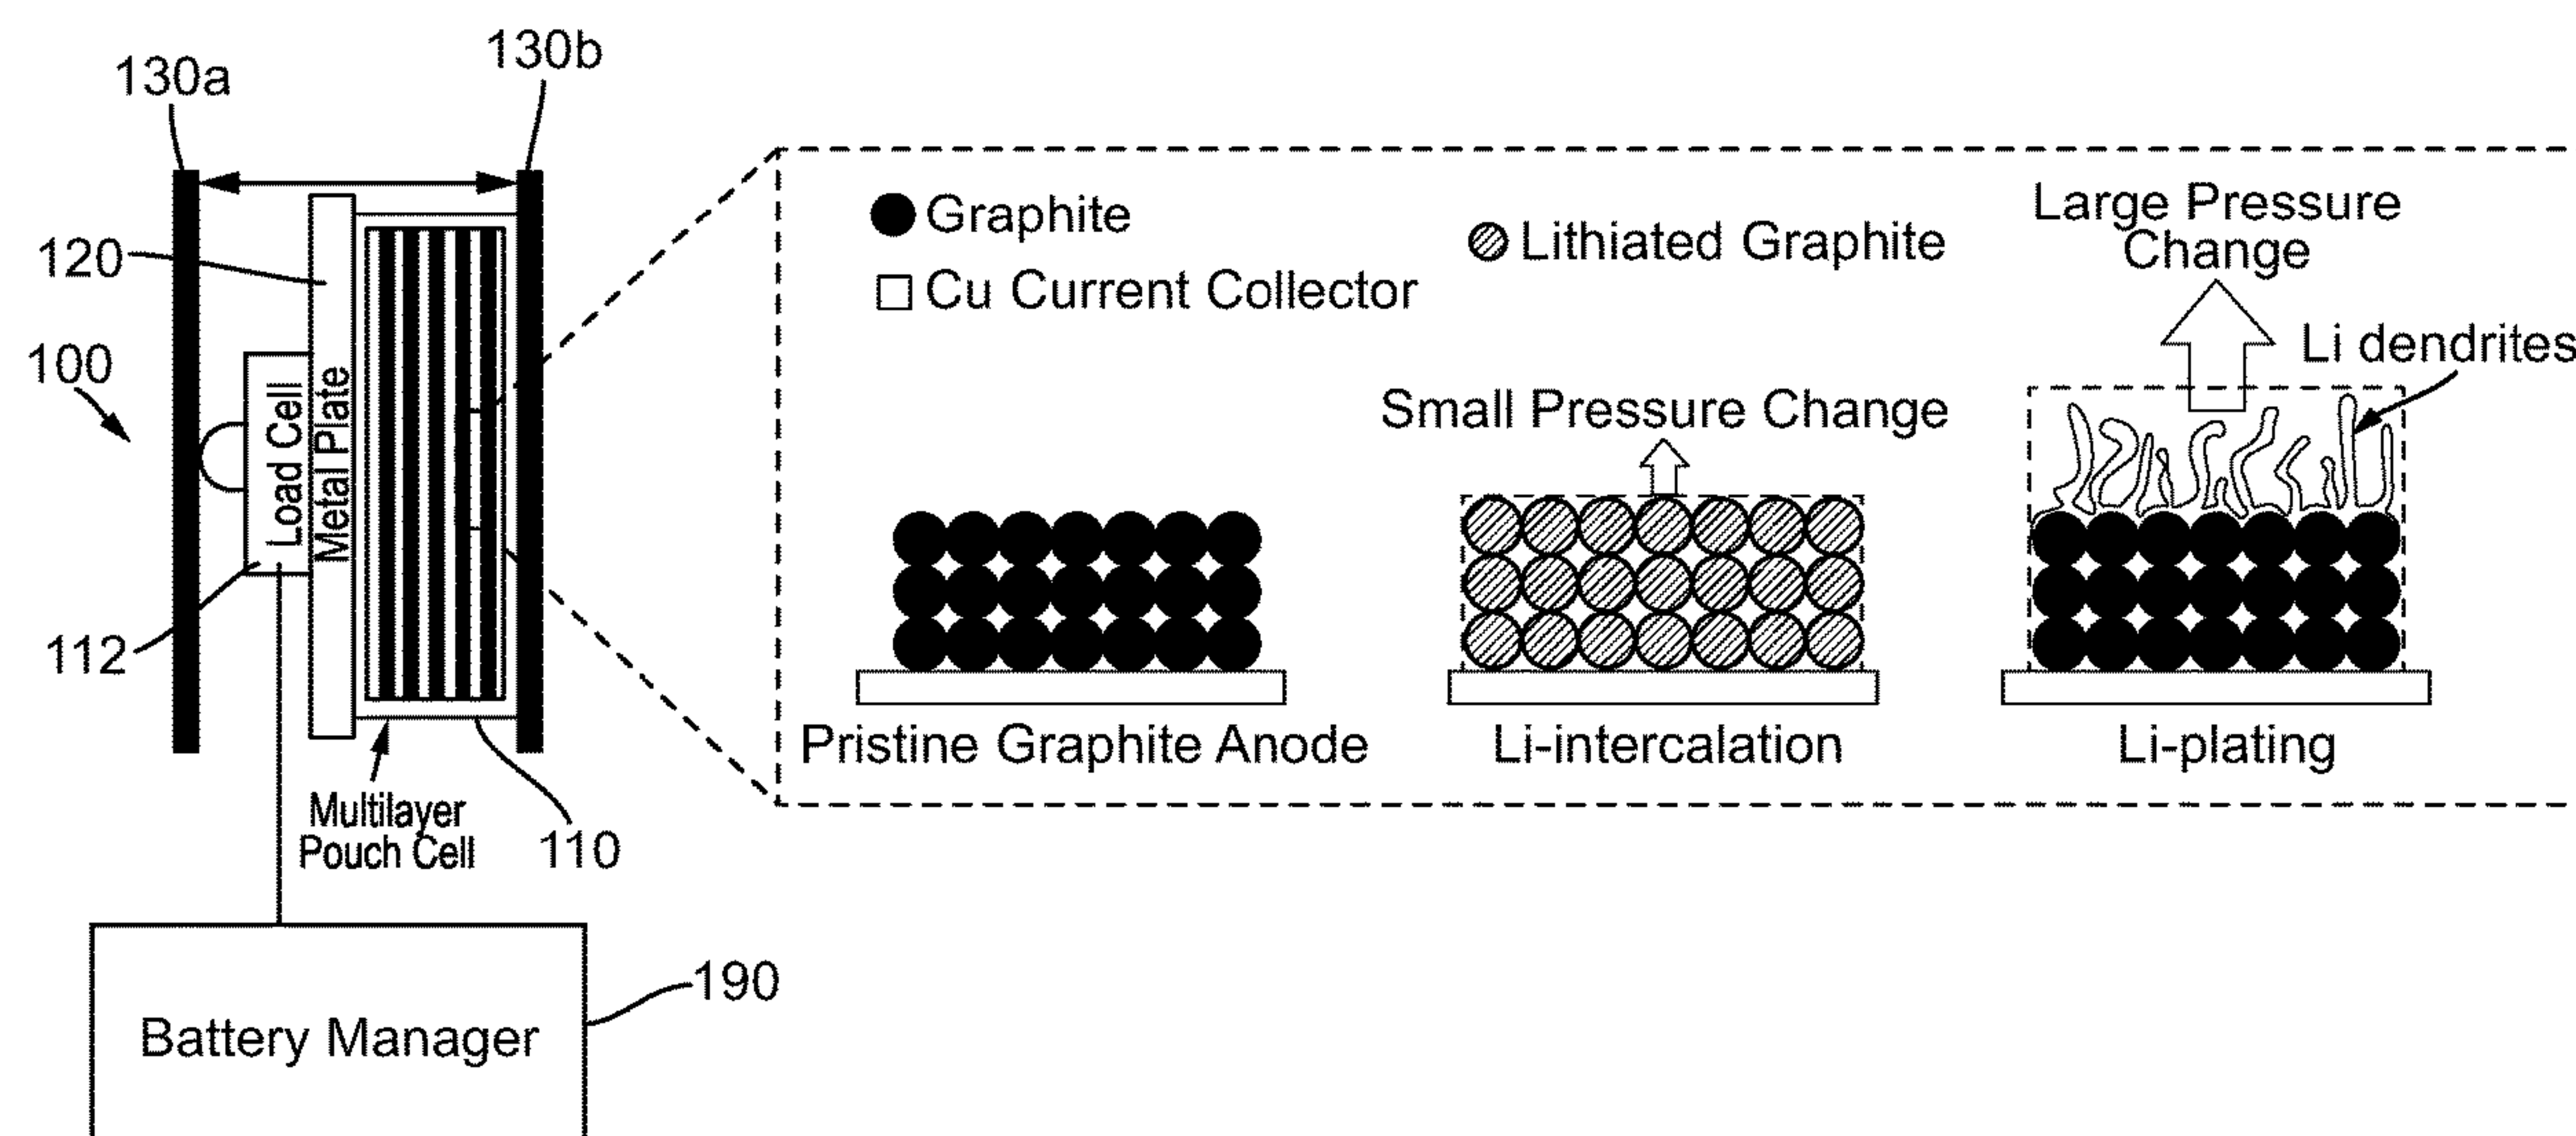 130a
130b
120
100
Load Cell
Metal Plate
112
Multilayer
Pouch Cell
110
Battery Manager
190
Graphite
Cu Current Collector
Lithiated Graphite
Large Pressure
Change
Li dendrites
Small Pressure Change
Pristine Graphite Anode
Li-intercalation
Li-plating